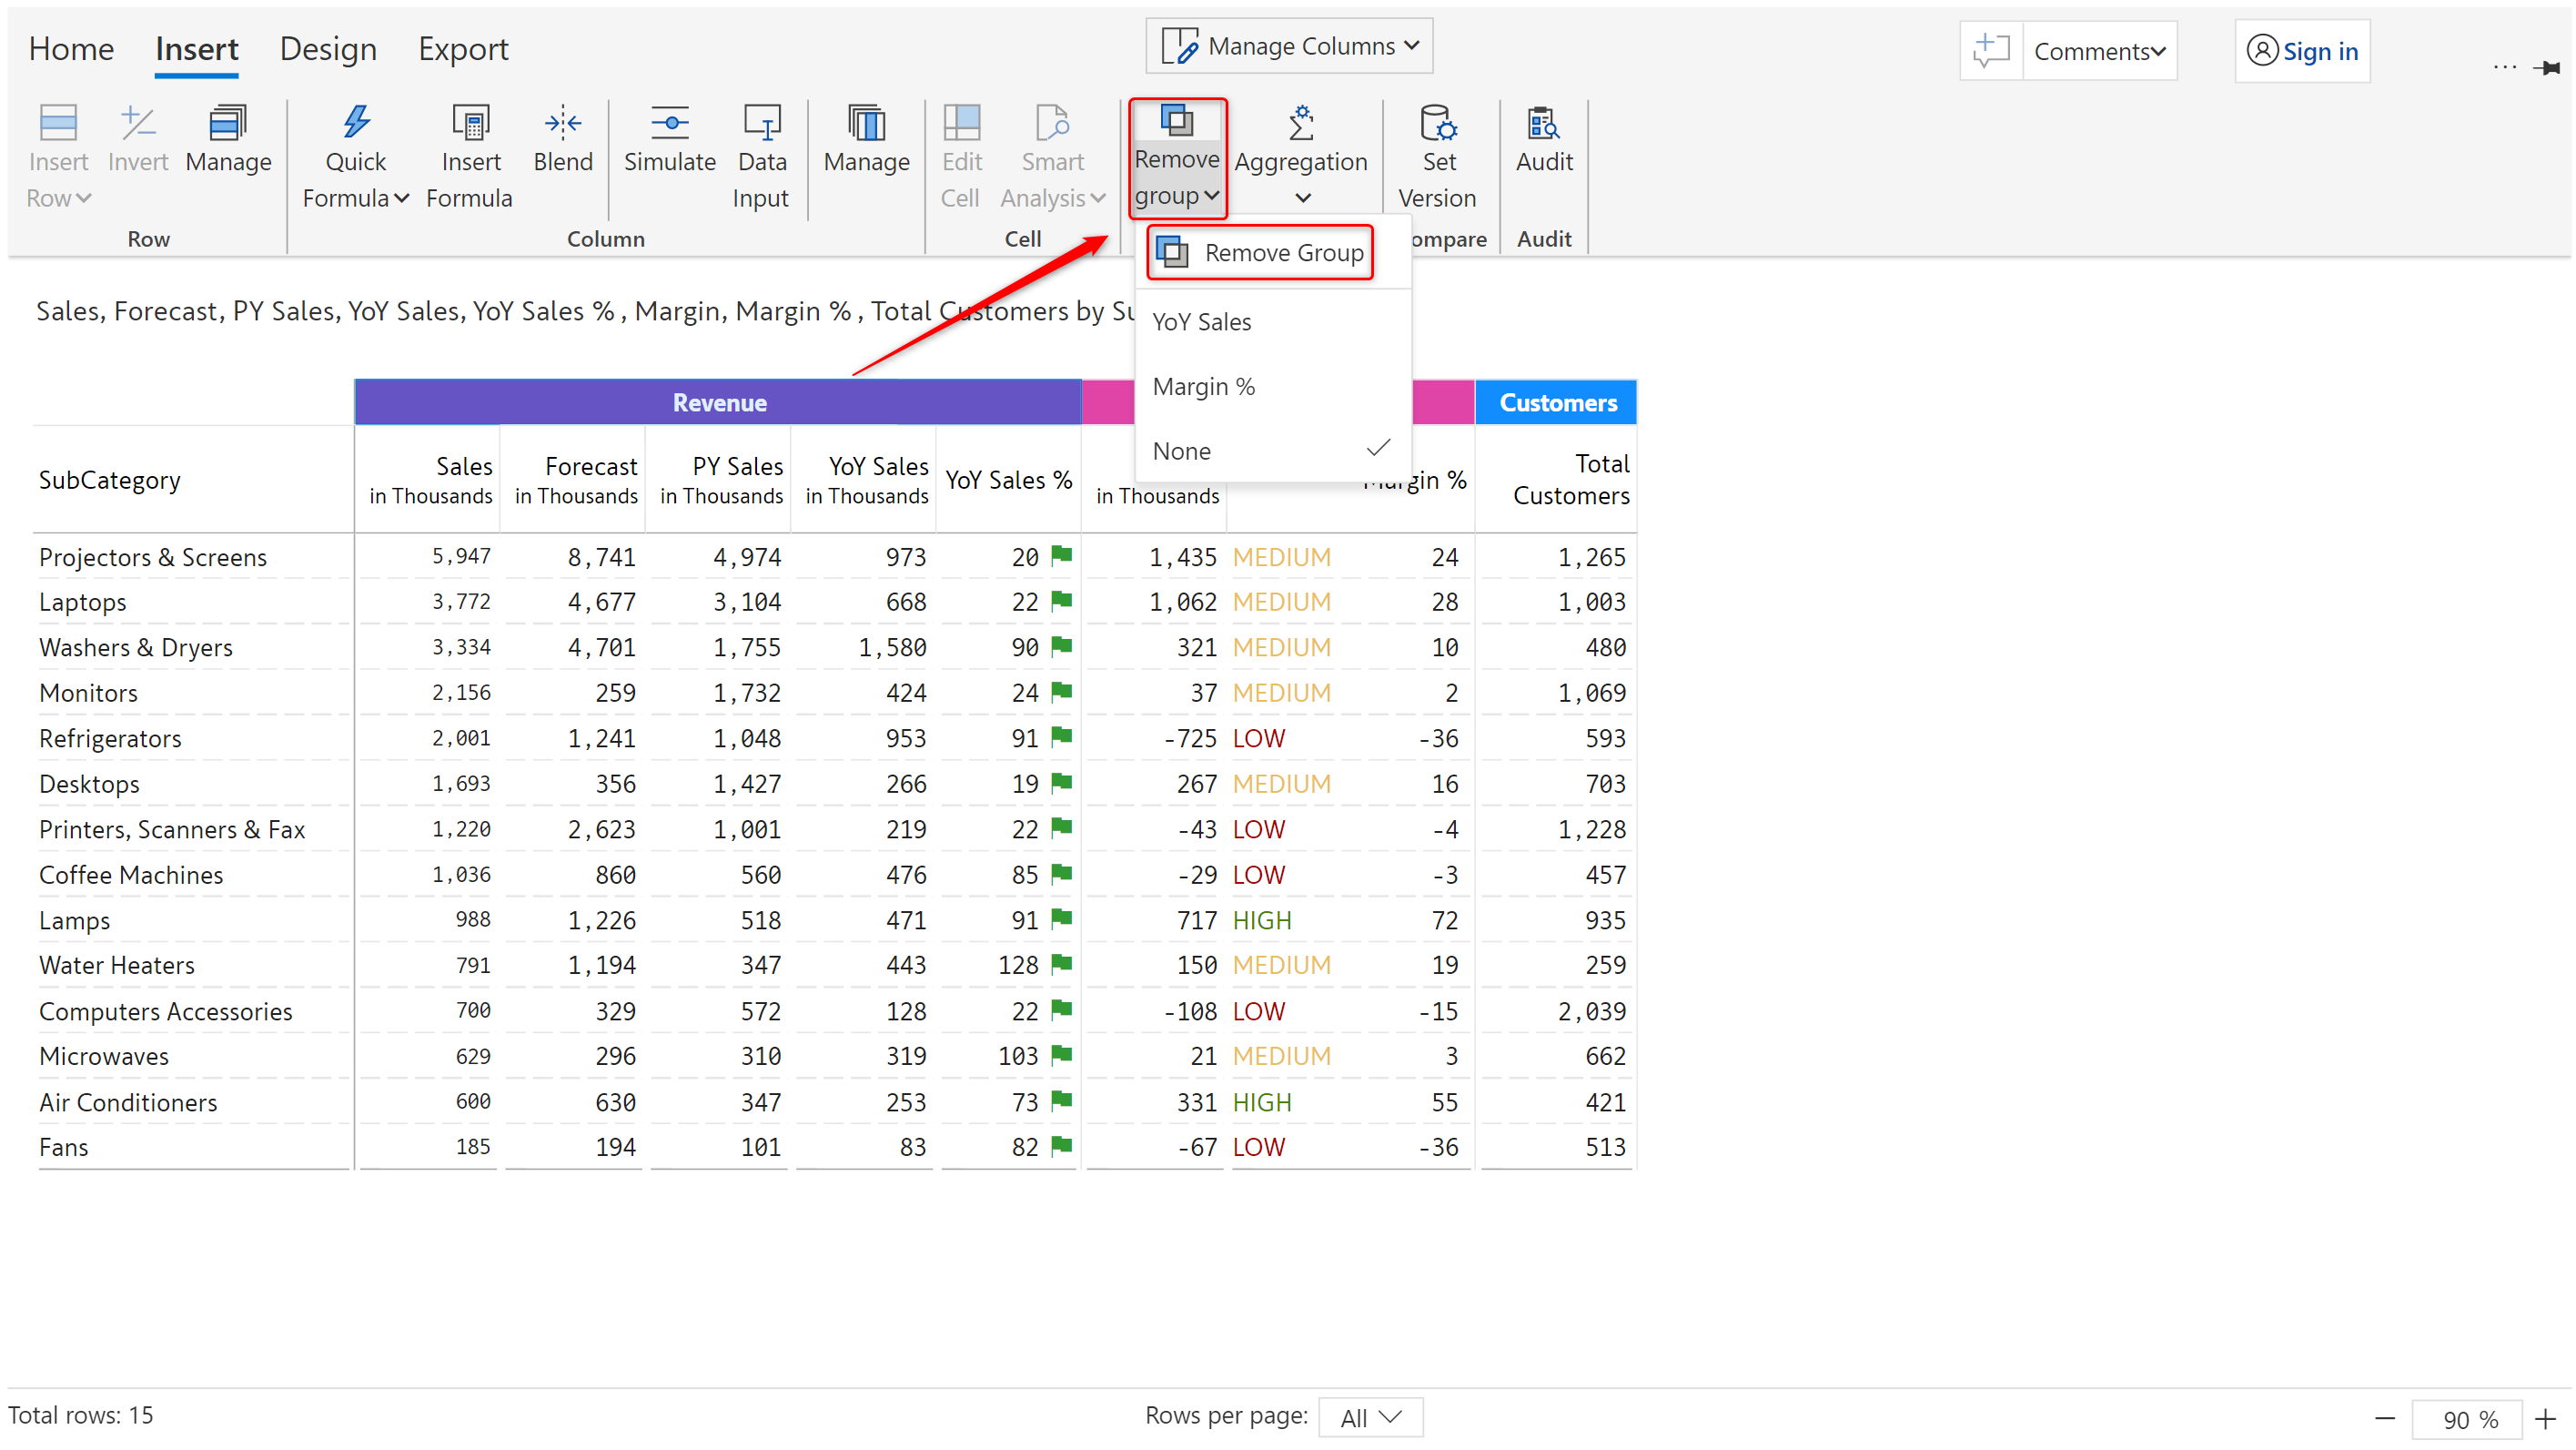 Home Insert Design Export Manage Columns Comments Sign in
Insert Row Invert Manage Quick Formula Insert Formula Blend Simulate Data Input Manage Edit Cell Smart Analysis Remove group Aggregation Set Version Audit
Row Column Cell ompare Audit
Remove Group
YoY Sales
Margin %
None
Sales, Forecast, PY Sales, YoY Sales, YoY Sales % , Margin, Margin % , Total Customers by Su
Revenue Customers
SubCategory Sales in Thousands Forecast in Thousands PY Sales in Thousands YoY Sales in Thousands YoY Sales % in Thousands Margin % Total Customers
Projectors & Screens 5,947 8,741 4,974 973 20 1,435 MEDIUM 24 1,265
Laptops 3,772 4,677 3,104 668 22 1,062 MEDIUM 28 1,003
Washers & Dryers 3,334 4,701 1,755 1,580 90 321 MEDIUM 10 480
Monitors 2,156 259 1,732 424 24 37 MEDIUM 2 1,069
Refrigerators 2,001 1,241 1,048 953 91 -725 LOW -36 593
Desktops 1,693 356 1,427 266 19 267 MEDIUM 16 703
Printers, Scanners & Fax 1,220 2,623 1,001 219 22 -43 LOW -4 1,228
Coffee Machines 1,036 860 560 476 85 -29 LOW -3 457
Lamps 988 1,226 518 471 91 717 HIGH 72 935
Water Heaters 791 1,194 347 443 128 150 MEDIUM 19 259
Computers Accessories 700 329 572 128 22 -108 LOW -15 2,039
Microwaves 629 296 310 319 103 21 MEDIUM 3 662
Air Conditioners 600 630 347 253 73 331 HIGH 55 421
Fans 185 194 101 83 82 -67 LOW -36 513
Total rows: 15 Rows per page: All 90 %